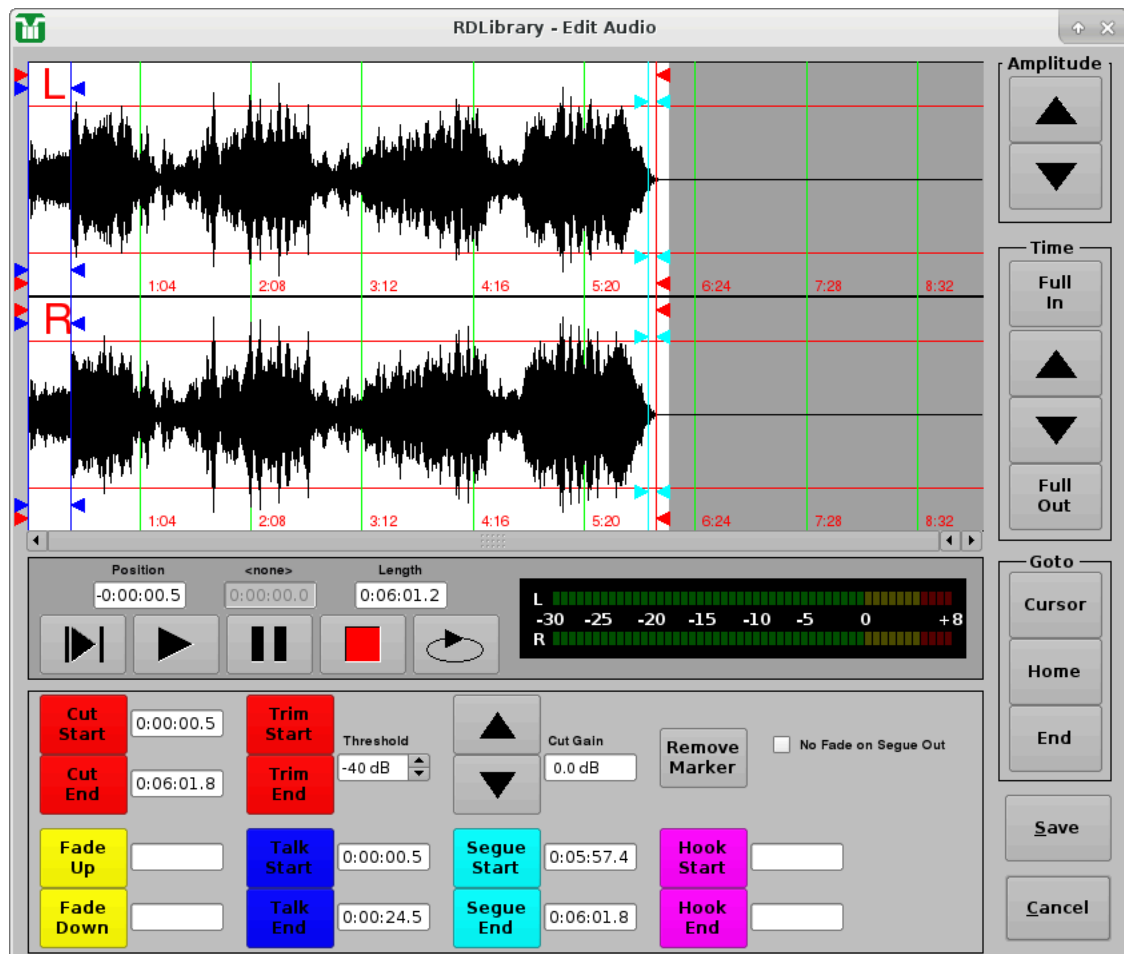 RDLibrary - Edit Audio
Amplitude
L
1:04 2:08 3:12 4:16 5:20 6:24 7:28 8:32
R
1:04 2:08 3:12 4:16 5:20 6:24 7:28 8:32
Time
Full In
Full Out
Position <none> Length
-0:00:00.5 0:00:00.0 0:06:01.2
L
-30 -25 -20 -15 -10 -5 0 +8
R
Goto
Cursor
Home
End
Cut Start 0:00:00.5
Cut End 0:06:01.8
Trim Start
Trim End
Threshold
-40 dB
Cut Gain
0.0 dB
Remove Marker
No Fade on Segue Out
Fade Up
Fade Down
Talk Start 0:00:00.5
Talk End 0:00:24.5
Segue Start 0:05:57.4
Segue End 0:06:01.8
Hook Start
Hook End
Save
Cancel